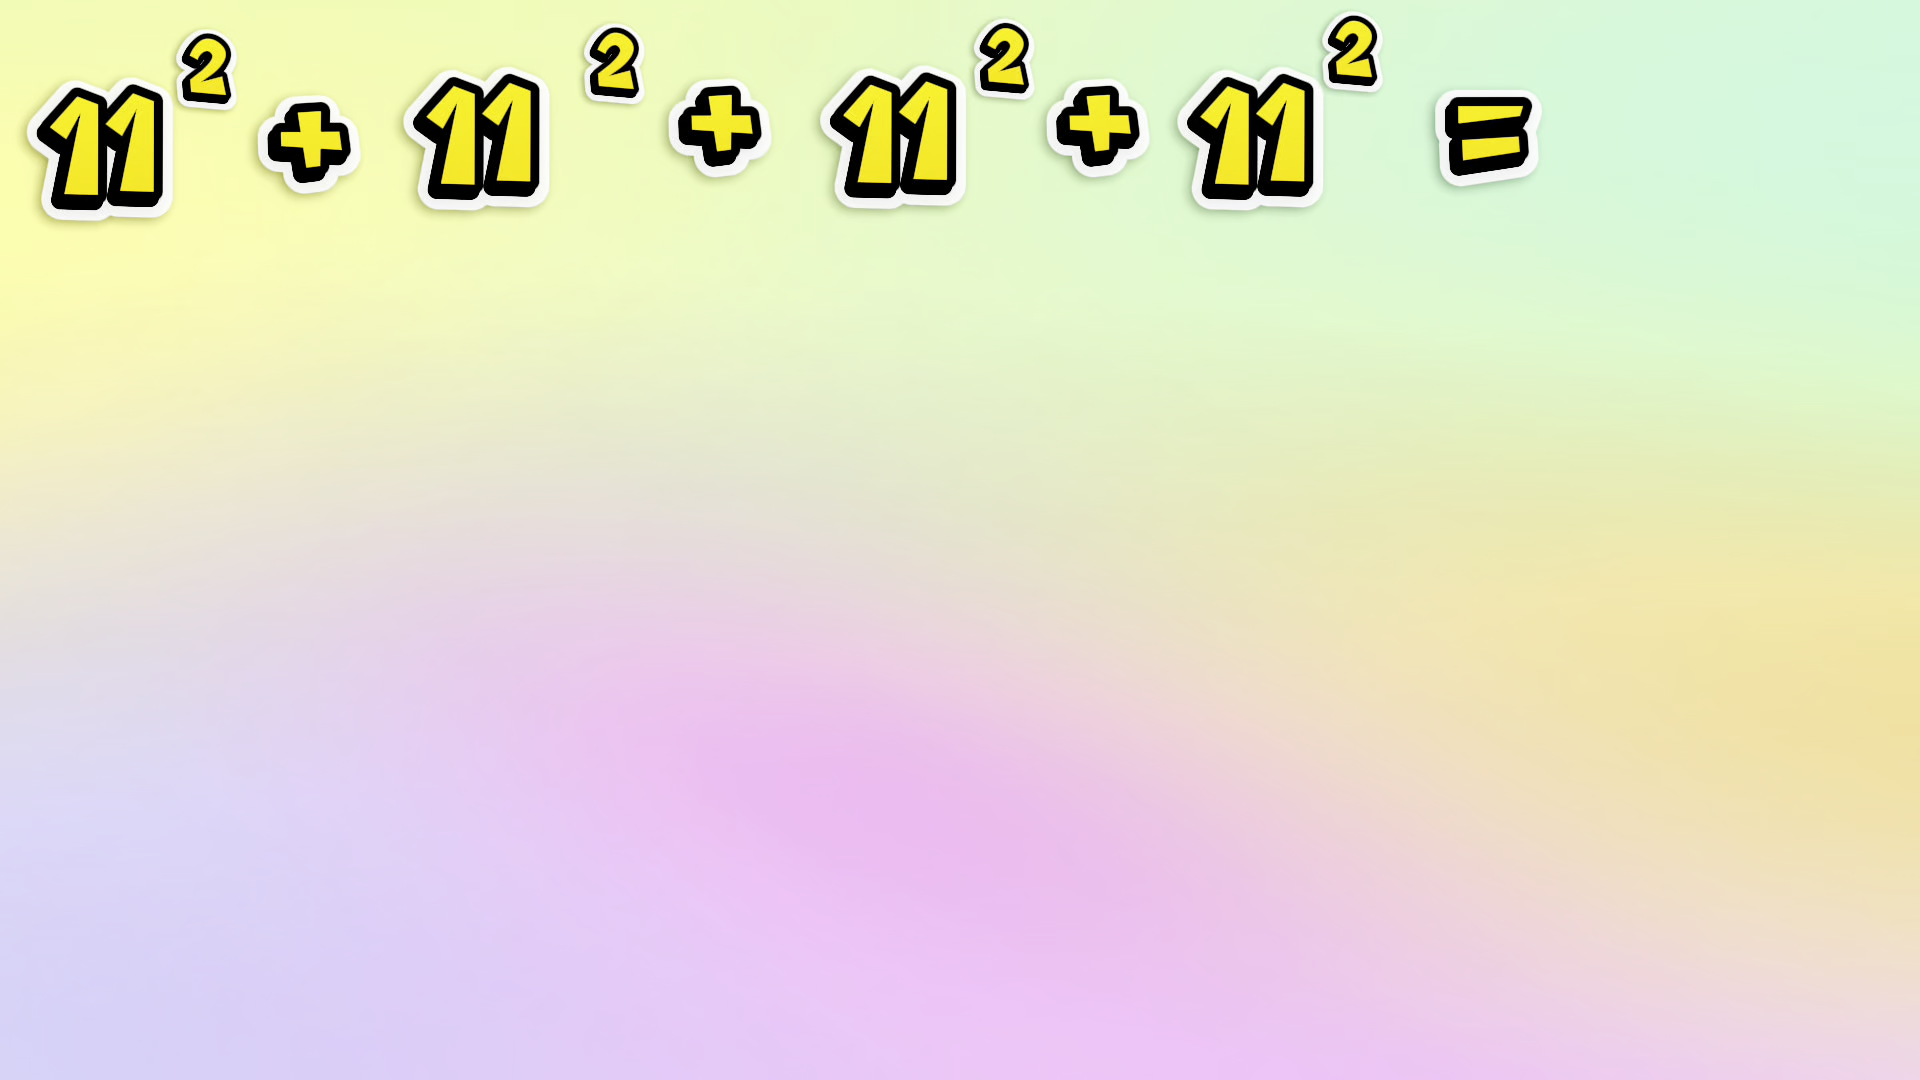 11² + 11² + 11² + 11² =